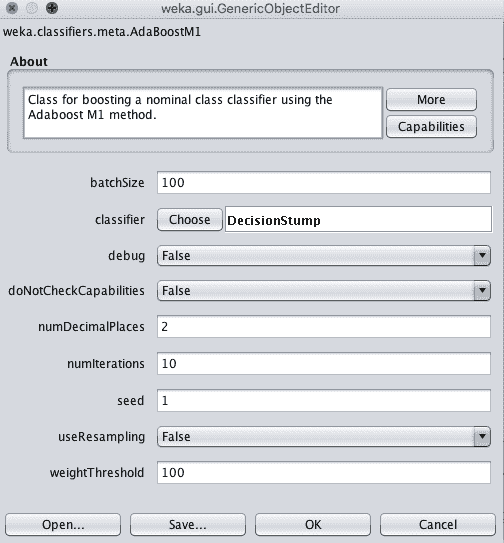 weka.gui.GenericObjectEditor
weka.classifiers.meta.AdaBoostM1
About
Class for boosting a nominal class classifier using the
Adaboost M1 method.
More
Capabilities
batchSize 100
classifier Choose DecisionStump
debug False
doNotCheckCapabilities False
numDecimalPlaces 2
numIterations 10
seed 1
useResampling False
weightThreshold 100
Open... Save... OK Cancel